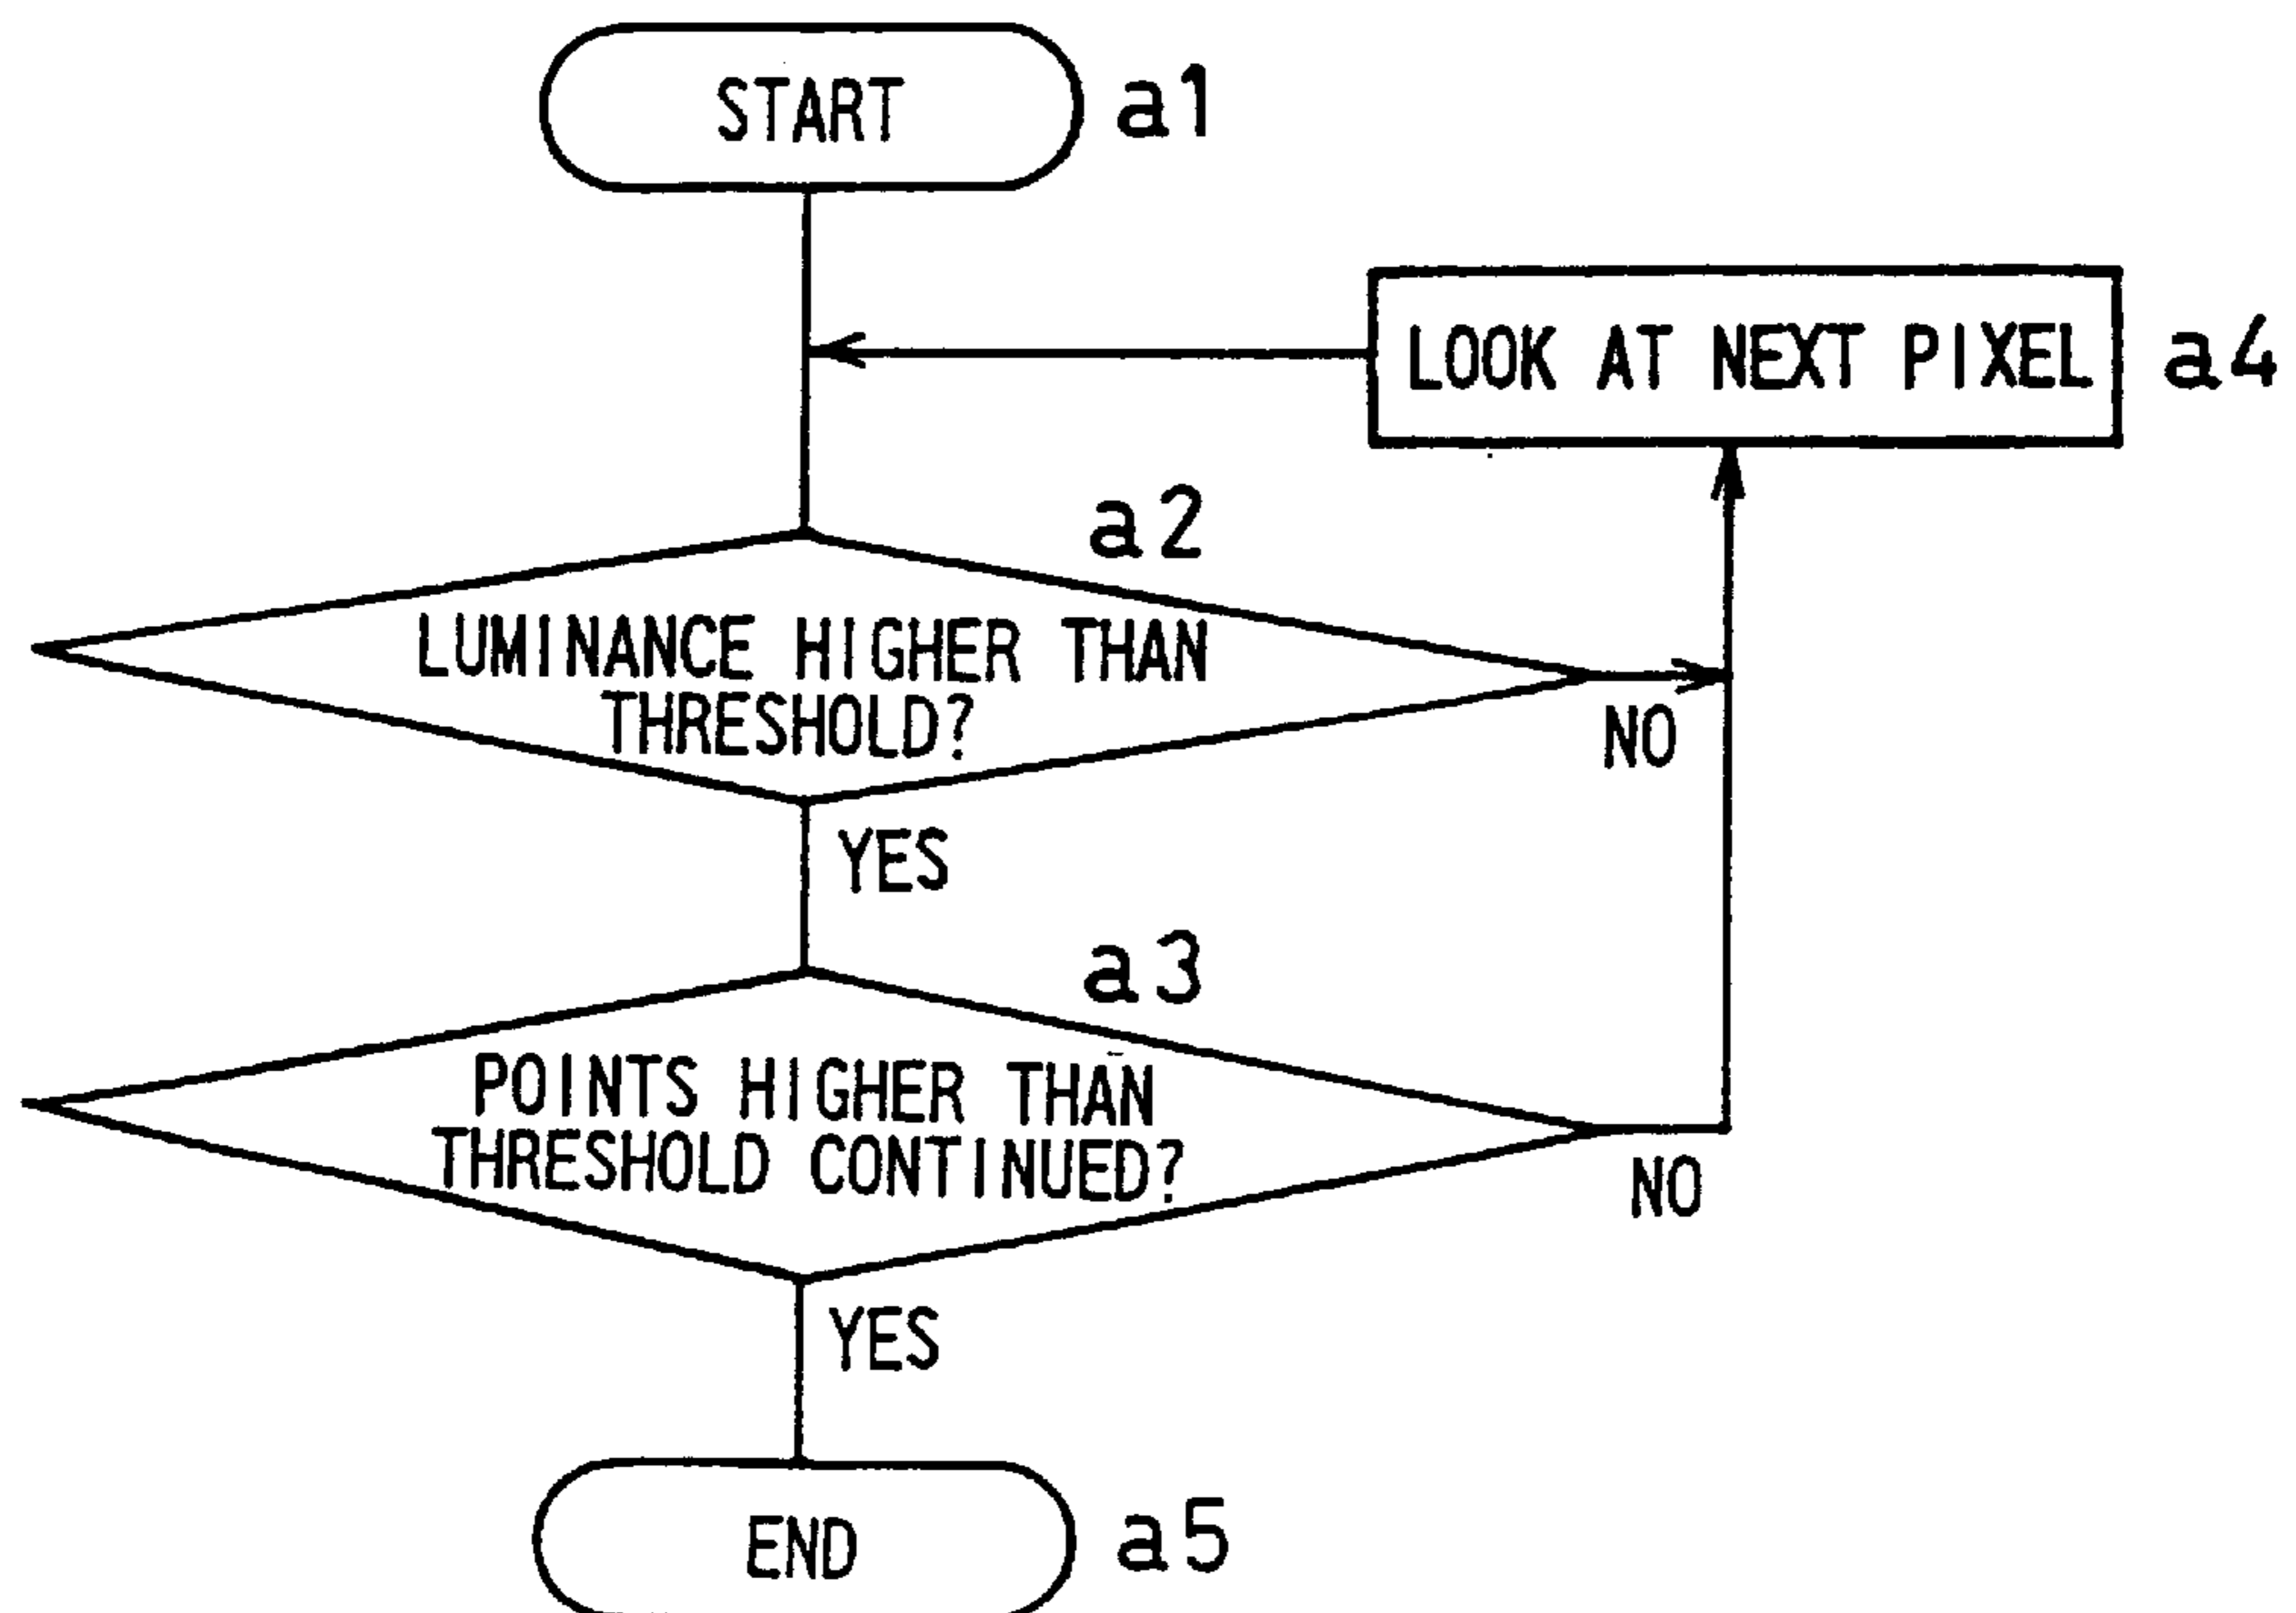 START
a1
LOOK AT NEXT PIXEL
a4
a2
LUMINANCE HIGHER THAN
THRESHOLD?
NO
YES
a3
POINTS HIGHER THAN
THRESHOLD CONTINUED?
NO
YES
END
a5